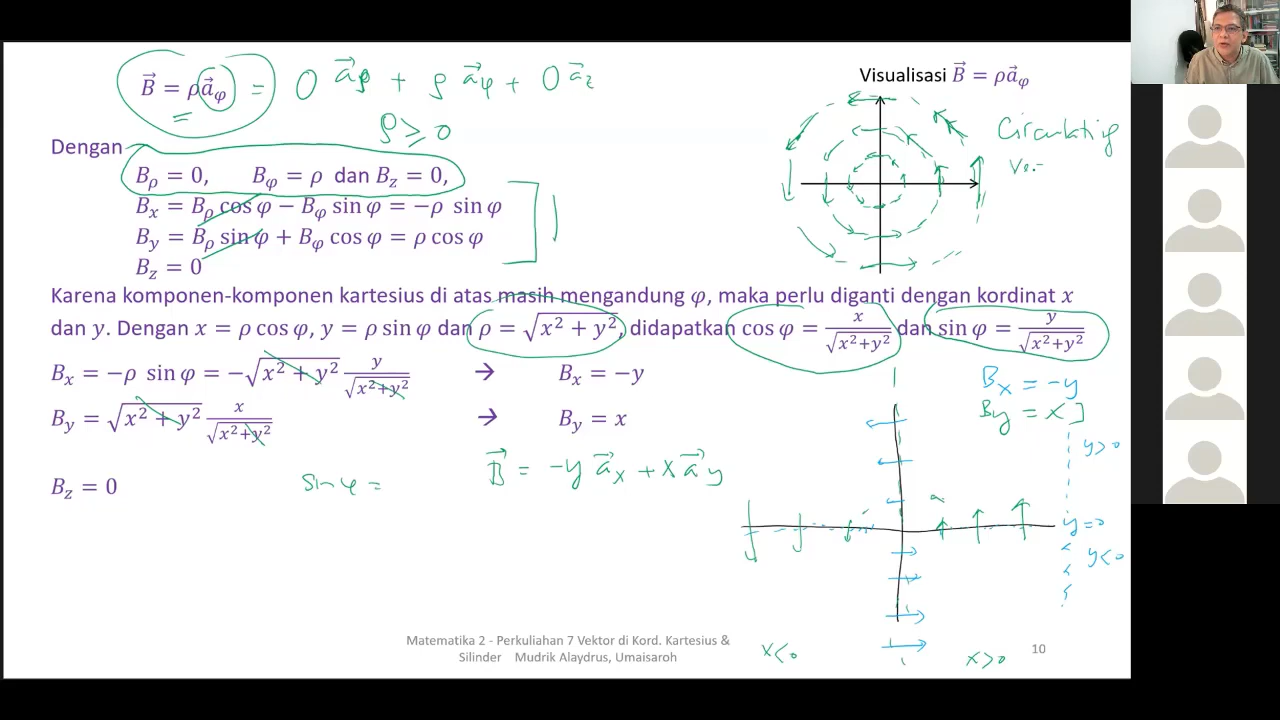 B⃗ = ρa⃗φ = 0 a⃗ρ + ρ a⃗φ + 0 a⃗z
ρ ≥ 0
Dengan
Bρ = 0, Bφ = ρ dan Bz = 0,
Bx = Bρ cos φ − Bφ sin φ = −ρ sin φ
By = Bρ sin φ + Bφ cos φ = ρ cos φ
Bz = 0
Visualisasi B⃗ = ρa⃗φ
Circulating
Karena komponen-komponen kartesius di atas masih mengandung φ, maka perlu diganti dengan kordinat x
dan y. Dengan x = ρ cos φ, y = ρ sin φ dan ρ = √(x² + y²), didapatkan cos φ = x/√(x²+y²) dan sin φ = y/√(x²+y²)
Bx = −ρ sin φ = −√(x² + y²) y/√(x²+y²) → Bx = −y
By = √(x² + y²) x/√(x²+y²) → By = x
Bz = 0
sin φ =
B⃗ = −y a⃗x + x a⃗y
Bx = −y
By = x
y>0
y=0
y<0
x<0
x>0
Matematika 2 - Perkuliahan 7 Vektor di Kord. Kartesius &
Silinder Mudrik Alaydrus, Umaisaroh
10